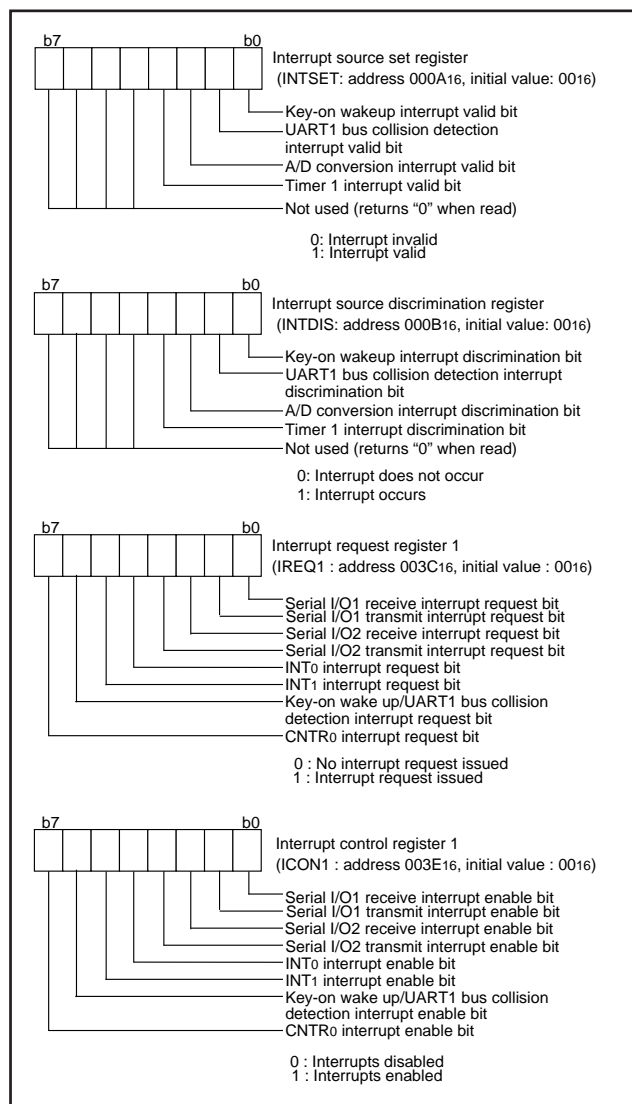 b7 b0
Interrupt source set register
(INTSET: address 000A16, initial value: 0016)
Key-on wakeup interrupt valid bit
UART1 bus collision detection
interrupt valid bit
A/D conversion interrupt valid bit
Timer 1 interrupt valid bit
Not used (returns “0” when read)
0: Interrupt invalid
1: Interrupt valid
b7 b0
Interrupt source discrimination register
(INTDIS: address 000B16, initial value: 0016)
Key-on wakeup interrupt discrimination bit
UART1 bus collision detection interrupt
discrimination bit
A/D conversion interrupt discrimination bit
Timer 1 interrupt discrimination bit
Not used (returns “0” when read)
0: Interrupt does not occur
1: Interrupt occurs
b7 b0
Interrupt request register 1
(IREQ1 : address 003C16, initial value : 0016)
Serial I/O1 receive interrupt request bit
Serial I/O1 transmit interrupt request bit
Serial I/O2 receive interrupt request bit
Serial I/O2 transmit interrupt request bit
INT0 interrupt request bit
INT1 interrupt request bit
Key-on wake up/UART1 bus collision
detection interrupt request bit
CNTR0 interrupt request bit
0 : No interrupt request issued
1 : Interrupt request issued
b7 b0
Interrupt control register 1
(ICON1 : address 003E16, initial value : 0016)
Serial I/O1 receive interrupt enable bit
Serial I/O1 transmit interrupt enable bit
Serial I/O2 receive interrupt enable bit
Serial I/O2 transmit interrupt enable bit
INT0 interrupt enable bit
INT1 interrupt enable bit
Key-on wake up/UART1 bus collision
detection interrupt enable bit
CNTR0 interrupt enable bit
0 : Interrupts disabled
1 : Interrupts enabled